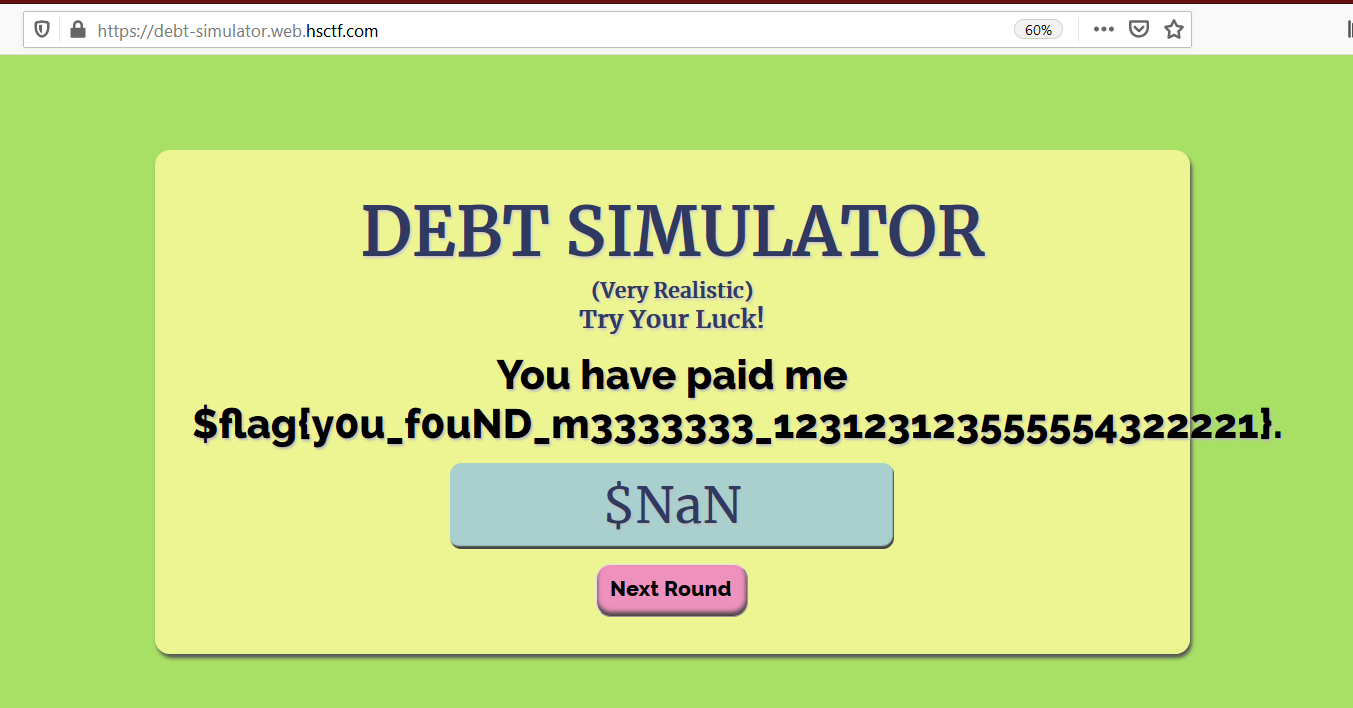 https://debt-simulator.web.hsctf.com 60%
DEBT SIMULATOR
(Very Realistic)
Try Your Luck!
You have paid me
$flag{y0u_f0uND_m3333333_123123123555554322221}.
$NaN
Next Round